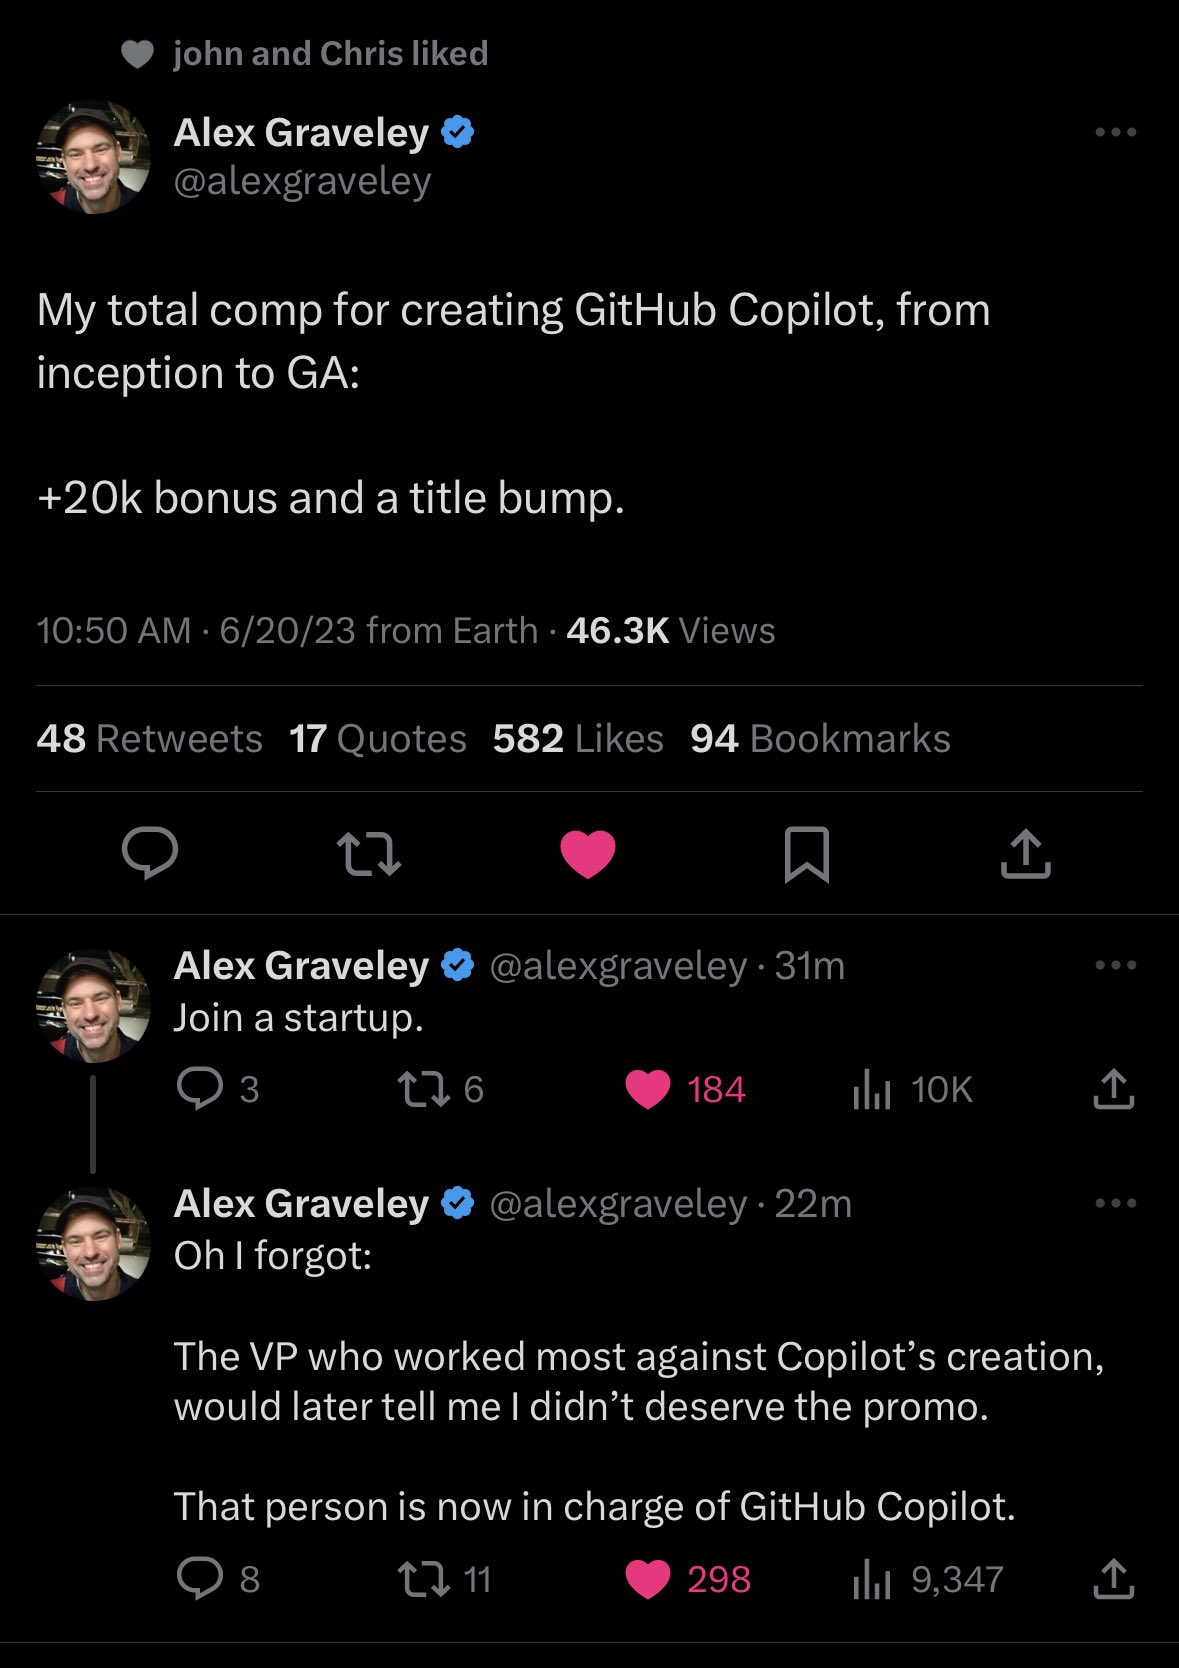 john and Chris liked
Alex Graveley
@alexgraveley
My total comp for creating GitHub Copilot, from
inception to GA:
+20k bonus and a title bump.
10:50 AM · 6/20/23 from Earth · 46.3K Views
48 Retweets 17 Quotes 582 Likes 94 Bookmarks
Alex Graveley @alexgraveley · 31m
Join a startup.
3 6 184 10K
Alex Graveley @alexgraveley · 22m
Oh I forgot:
The VP who worked most against Copilot’s creation,
would later tell me I didn’t deserve the promo.
That person is now in charge of GitHub Copilot.
8 11 298 9,347